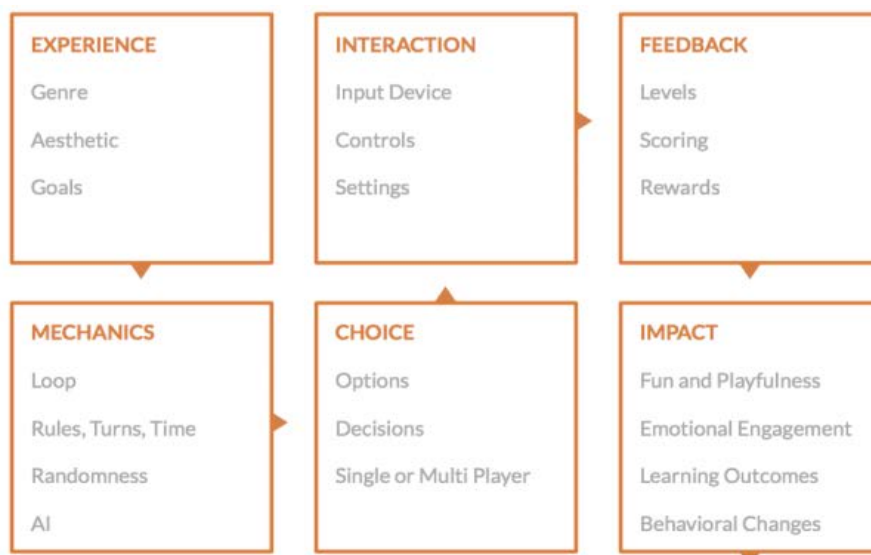 EXPERIENCE
Genre
Aesthetic
Goals
MECHANICS
Loop
Rules, Turns, Time
Randomness
AI
CHOICE
Options
Decisions
Single or Multi Player
INTERACTION
Input Device
Controls
Settings
FEEDBACK
Levels
Scoring
Rewards
IMPACT
Fun and Playfulness
Emotional Engagement
Learning Outcomes
Behavioral Changes